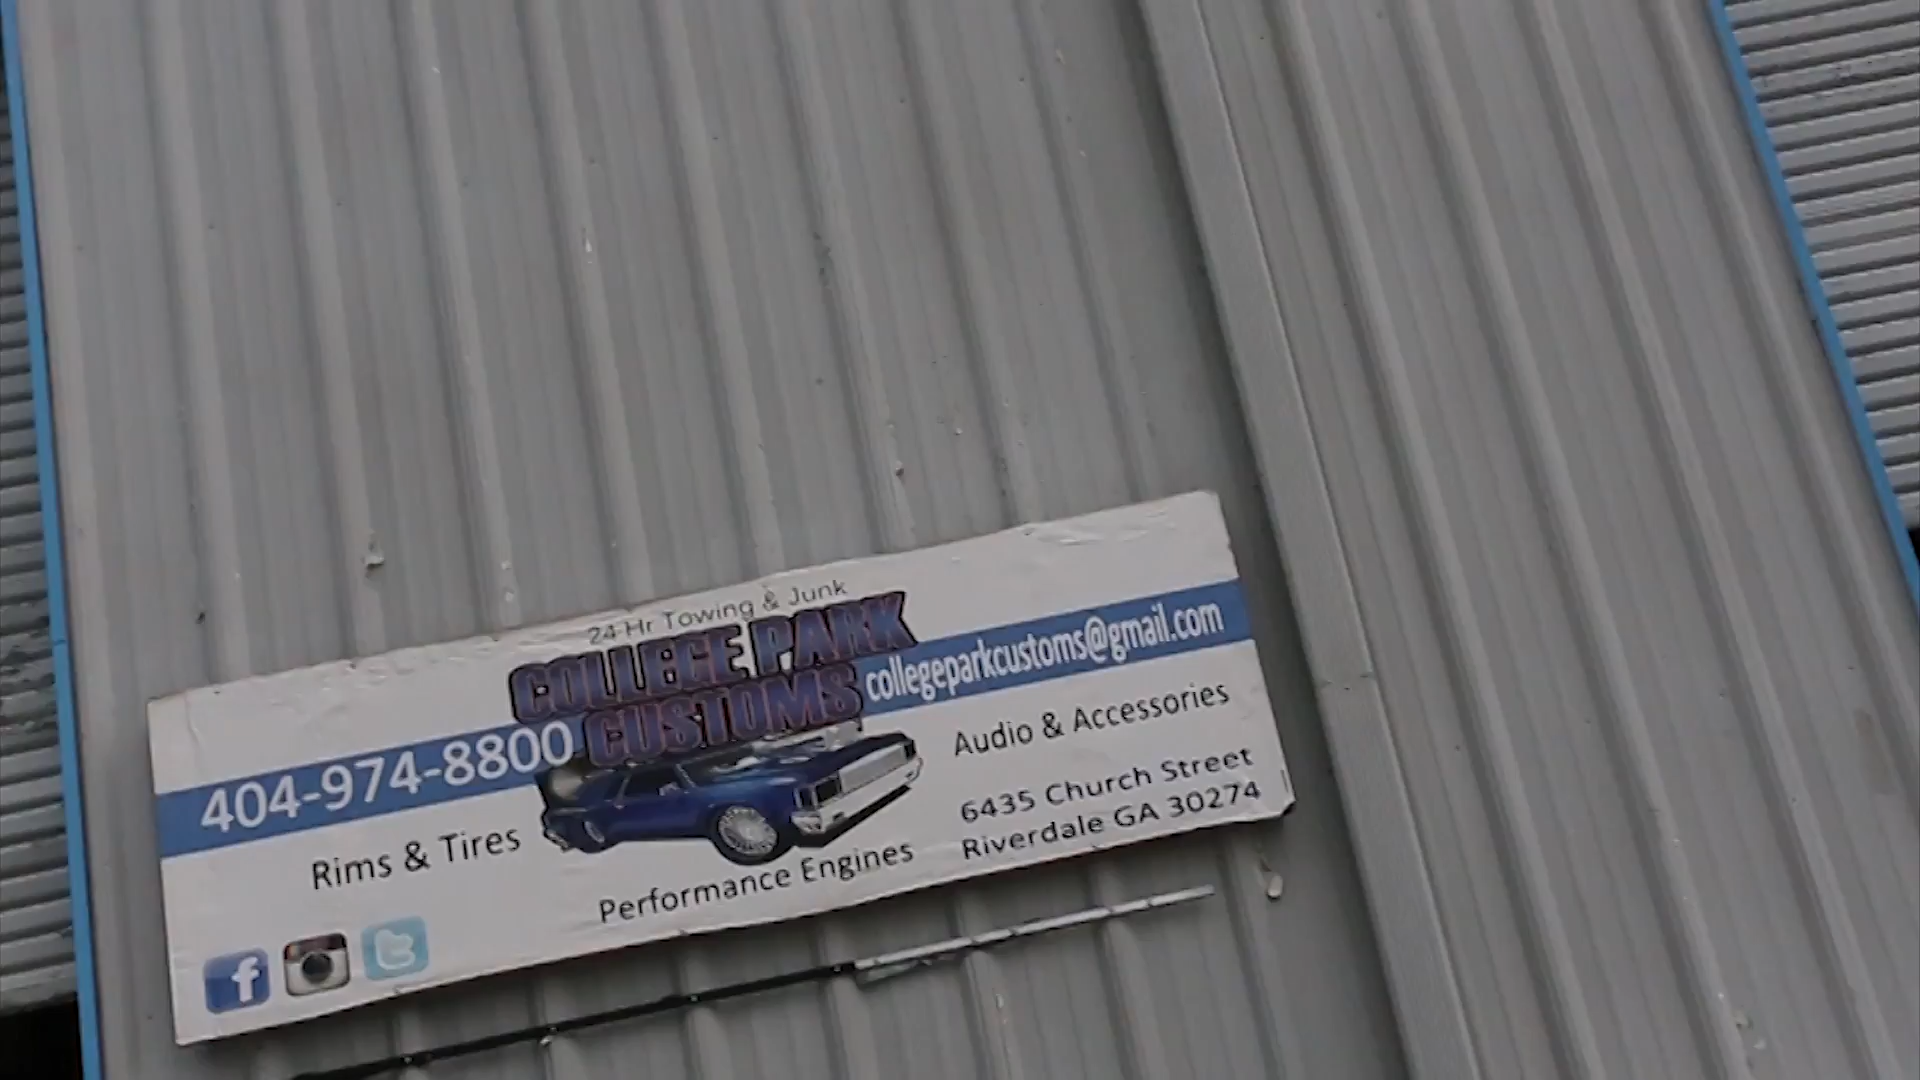 24 Hr Towing & Junk
COLLEGE PARK
CUSTOMS
404-974-8800
collegeparkcustoms@gmail.com
Rims & Tires
Performance Engines
Audio & Accessories
6435 Church Street
Riverdale GA 30274